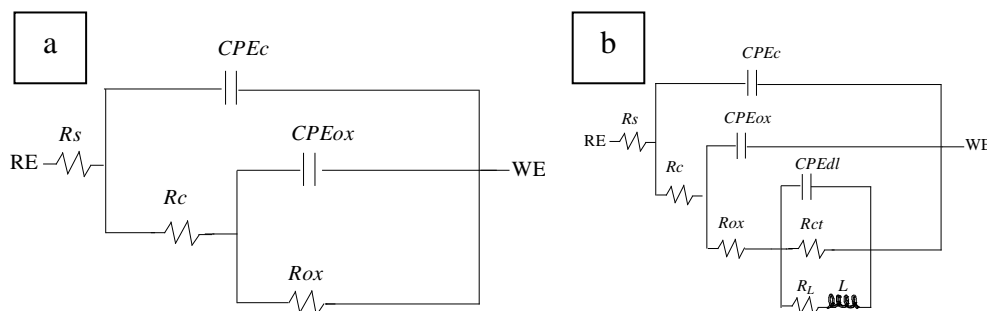 a
CPEc
Rs
CPEox
RE
WE
Rc
Rox
b
CPEc
Rs
CPEox
RE
WE
CPEdl
Rc
Rox
Rct
RL
L